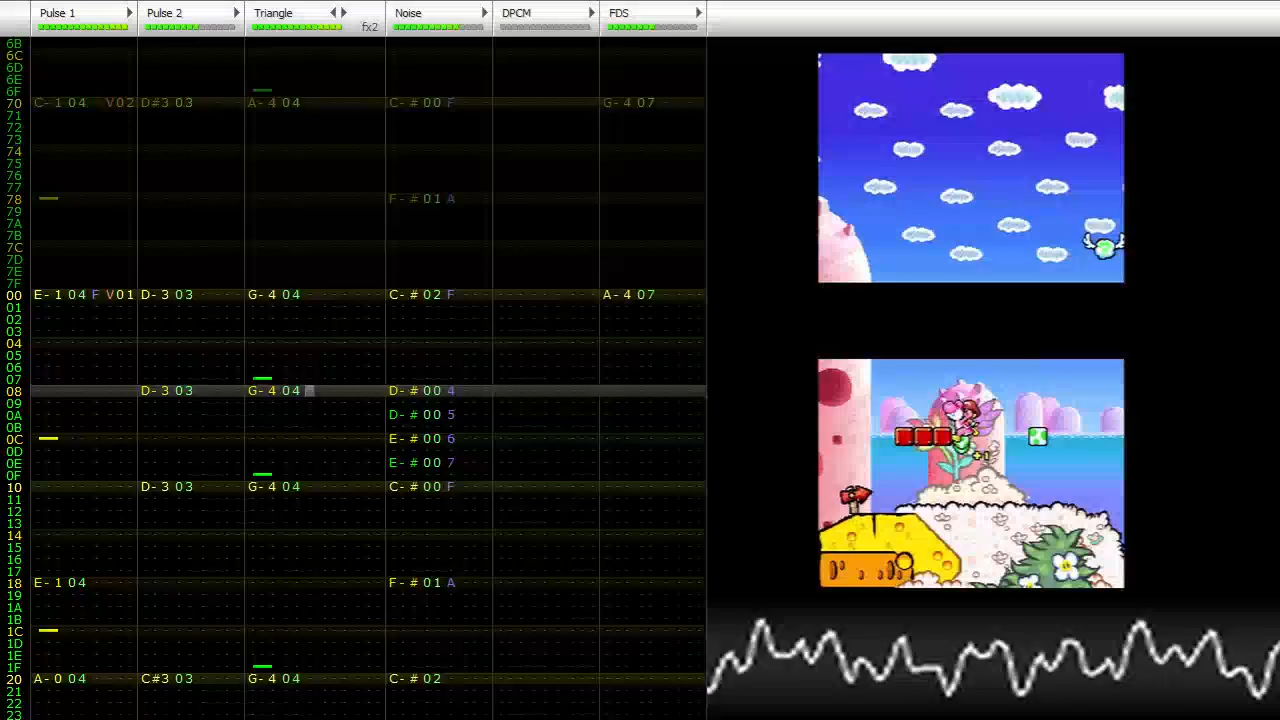 Pulse 1 Pulse 2 Triangle Noise DPCM FDS
fx2
6B
6C
6D
6E
6F
70 C-1 04 V02 D#3 03 A-4 04 C-# 00 F G-4 07
71
72
73
74
75
76
77
78 F-# 01 A
79
7A
7B
7C
7D
7E
7F
00 E-1 04 F V01 D-3 03 G-4 04 C-# 02 F A-4 07
01
02
03
04
05
06
07
08 D-3 03 G-4 04 D-# 00 4
09
0A D-# 00 5
0B
0C E-# 00 6
0D
0E E-# 00 7
0F
10 D-3 03 G-4 04 C-# 00 F
11
12
13
14
15
16
17
18 E-1 04 F-# 01 A
19
1A
1B
1C
1D
1E
1F
20 A-0 04 C#3 03 G-4 04 C-# 02
21
22
23
+1